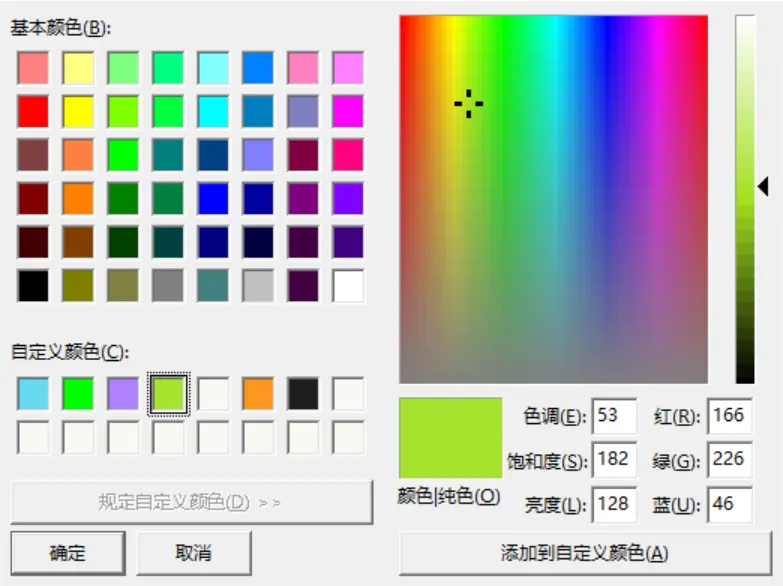 基本颜色(B):
自定义颜色(C):
规定自定义颜色(D) >>
确定 取消
颜色|纯色(O)
色调(E): 53 红(R): 166
饱和度(S): 182 绿(G): 226
亮度(L): 128 蓝(U): 46
添加到自定义颜色(A)